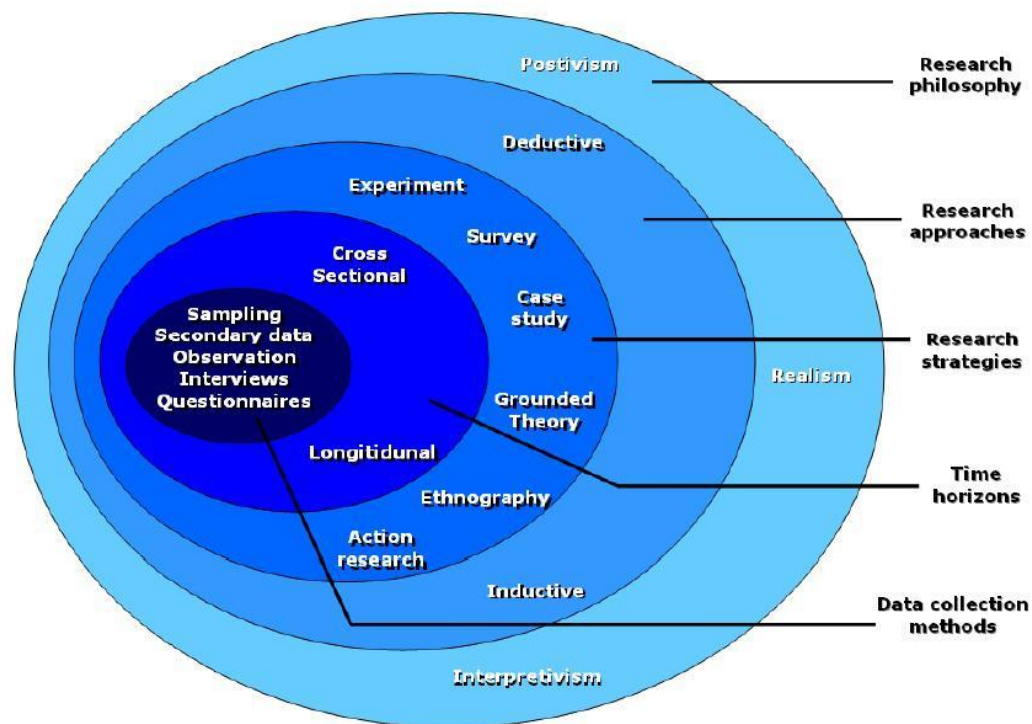 Postivism
Research
philosophy
Deductive
Experiment
Research
approaches
Survey
Cross
Sectional
Case
study
Sampling
Secondary data
Observation
Interviews
Questionnaires
Research
strategies
Realism
Grounded
Theory
Longitidunal
Time
horizons
Ethnography
Action
research
Inductive
Data collection
methods
Interpretivism